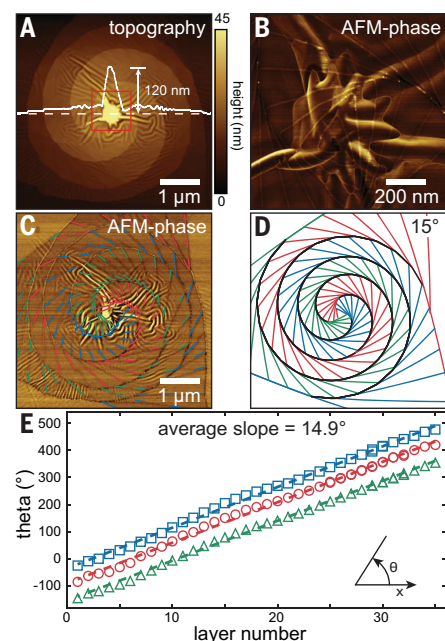 A topography
120 nm
1 µm
45
height (nm)
0
B AFM-phase
200 nm
C AFM-phase
1 µm
D 15°
E average slope = 14.9°
theta (°)
500
400
300
200
100
0
-100
0 10 20 30
layer number
θ
x